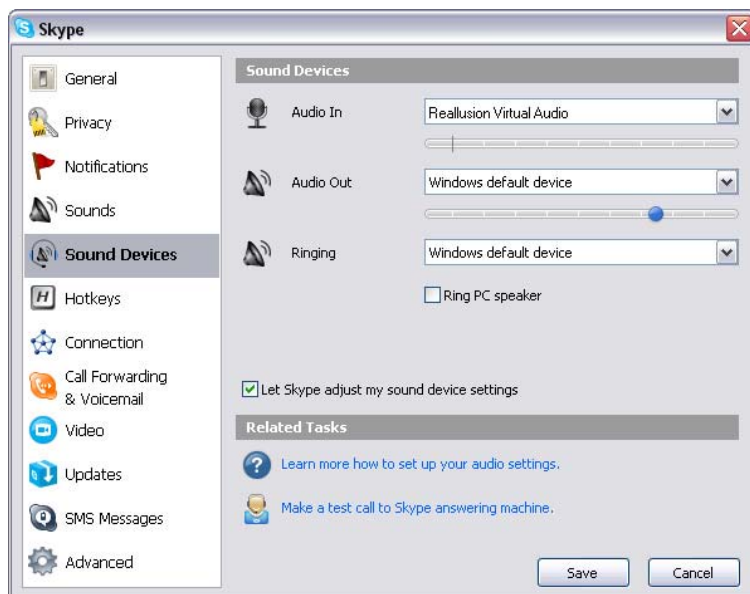 Skype
General
Privacy
Notifications
Sounds
Sound Devices
H
Hotkeys
Connection
Call Forwarding
& Voicemail
Video
Updates
SMS Messages
Advanced
Sound Devices
Audio In
Reallusion Virtual Audio
Audio Out
Windows default device
Ringing
Windows default device
Ring PC speaker
Let Skype adjust my sound device settings
Related Tasks
Learn more how to set up your audio settings.
Make a test call to Skype answering machine.
Save
Cancel